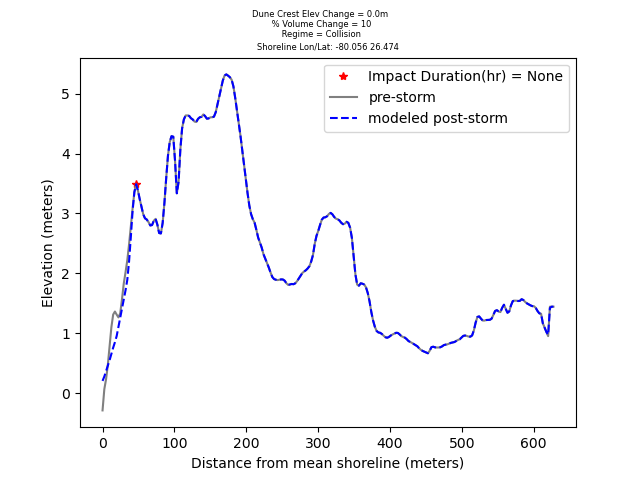 Dune Crest Elev Change = 0.0m
% Volume Change = 10
Regime = Collision
Shoreline Lon/Lat: -80.056 26.474
Impact Duration(hr) = None
pre-storm
modeled post-storm
Elevation (meters)
5
4
3
2
1
0
0 100 200 300 400 500 600
Distance from mean shoreline (meters)